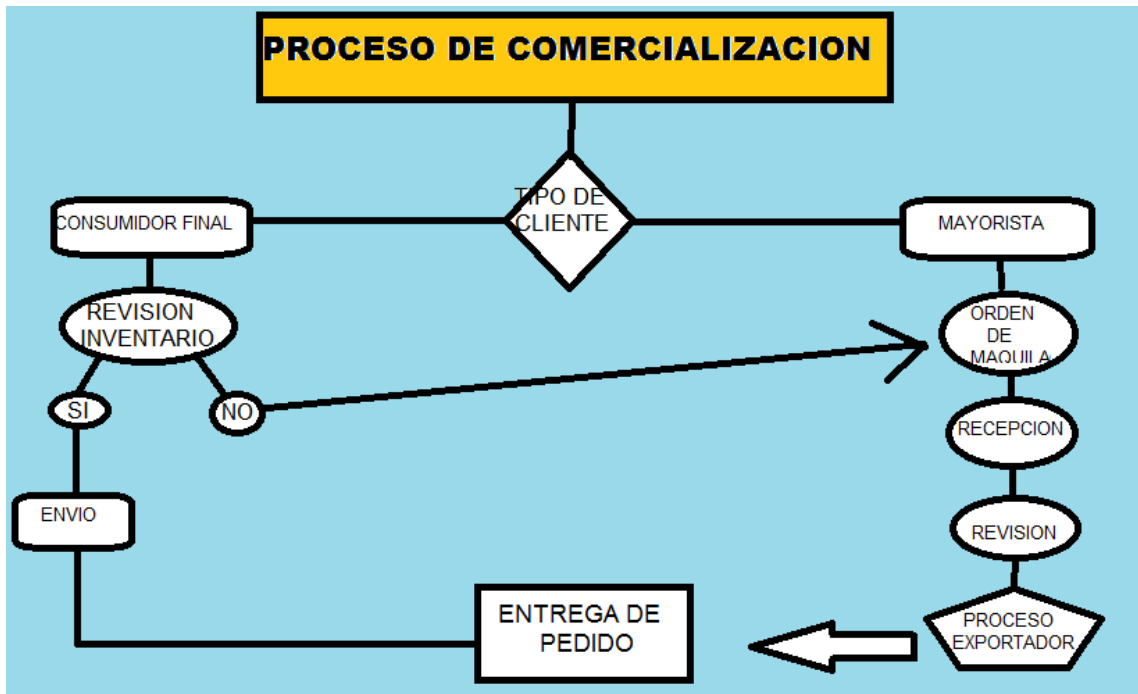 PROCESO DE COMERCIALIZACION
TIPO DE
CLIENTE
CONSUMIDOR FINAL
MAYORISTA
REVISION
INVENTARIO
ORDEN
DE
MAQUILA
SI
NO
RECEPCION
ENVIO
REVISION
ENTREGA DE
PEDIDO
PROCESO
EXPORTADOR